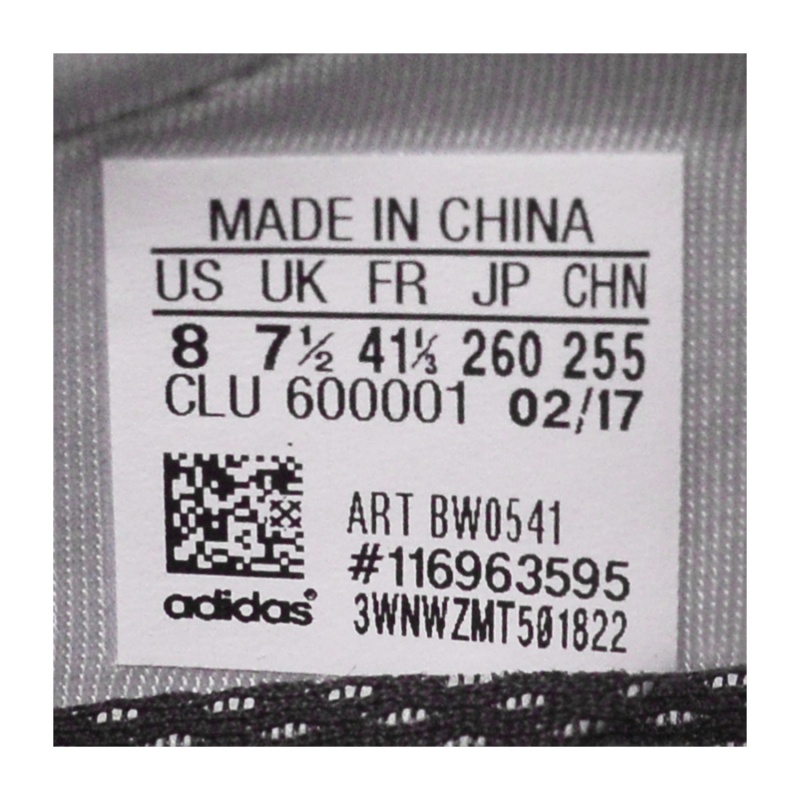 MADE IN CHINA
US UK FR JP CHN
8 7½ 41⅓ 260 255
CLU 600001 02/17
ART BW0541
#116963595
adidas® 3WNWZMT5Ø1822